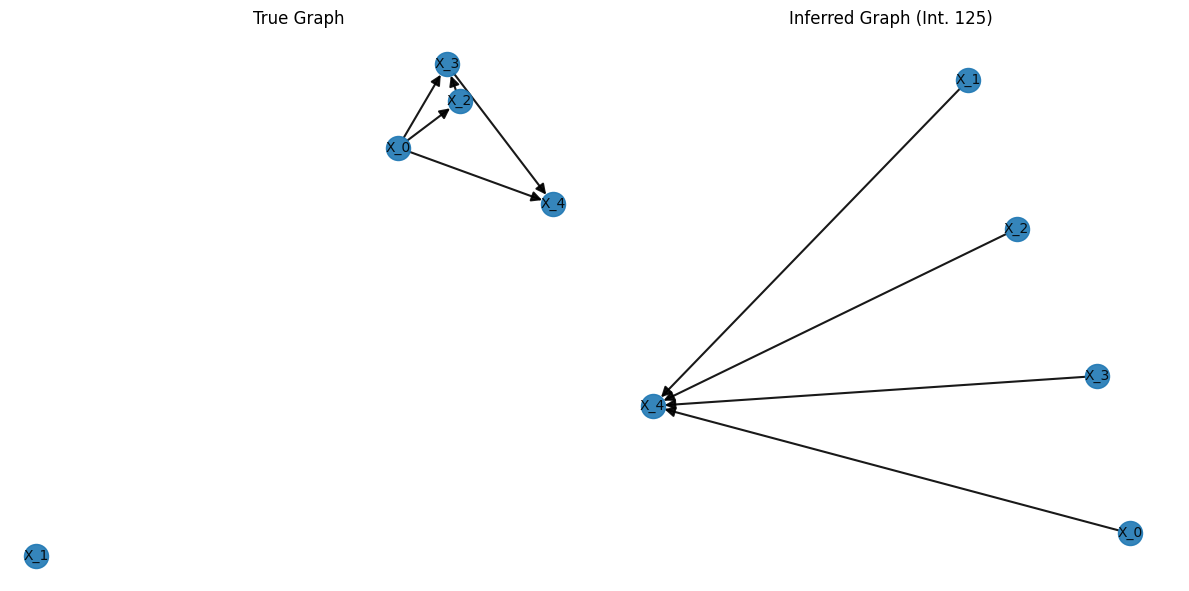 True Graph
X_3
X_2
X_0
X_4
X_1
Inferred Graph (Int. 125)
X_1
X_2
X_3
X_4
X_0